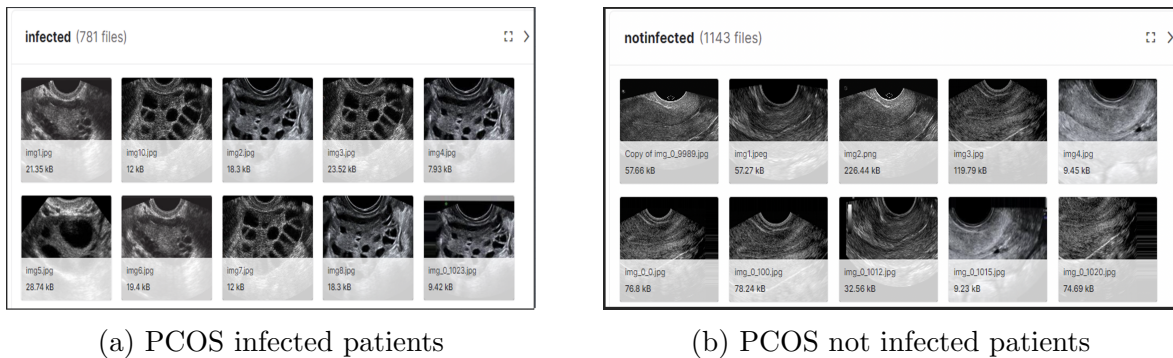 infected (781 files)
img1.jpg
21.35 kB
img10.jpg
12 kB
img2.jpg
18.3 kB
img3.jpg
23.52 kB
img4.jpg
7.93 kB
img5.jpg
28.74 kB
img6.jpg
19.4 kB
img7.jpg
12 kB
img8.jpg
18.3 kB
img_0_1023.jpg
9.42 kB
(a) PCOS infected patients
notinfected (1143 files)
Copy of img_0_9989.jpg
57.66 kB
img1.jpeg
57.27 kB
img2.png
226.44 kB
img3.jpg
119.79 kB
img4.jpg
9.45 kB
img_0_0.jpg
76.8 kB
img_0_100.jpg
78.24 kB
img_0_1012.jpg
32.56 kB
img_0_1015.jpg
9.23 kB
img_0_1020.jpg
74.69 kB
(b) PCOS not infected patients